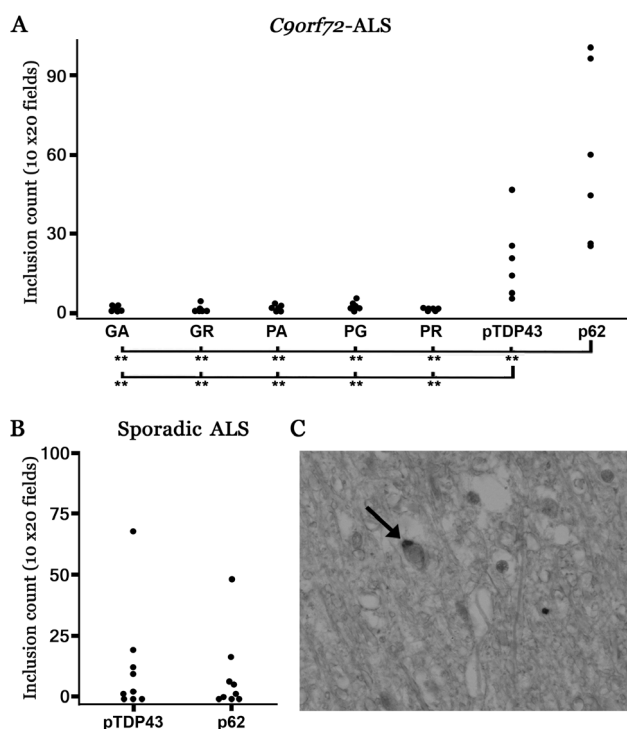 A
C9orf72-ALS
Inclusion count (10 x20 fields)
90
60
30
0
GA GR PA PG PR pTDP43 p62
** ** ** ** ** **
** ** ** ** **
B
Sporadic ALS
Inclusion count (10 x20 fields)
100
75
50
25
0
pTDP43 p62
C